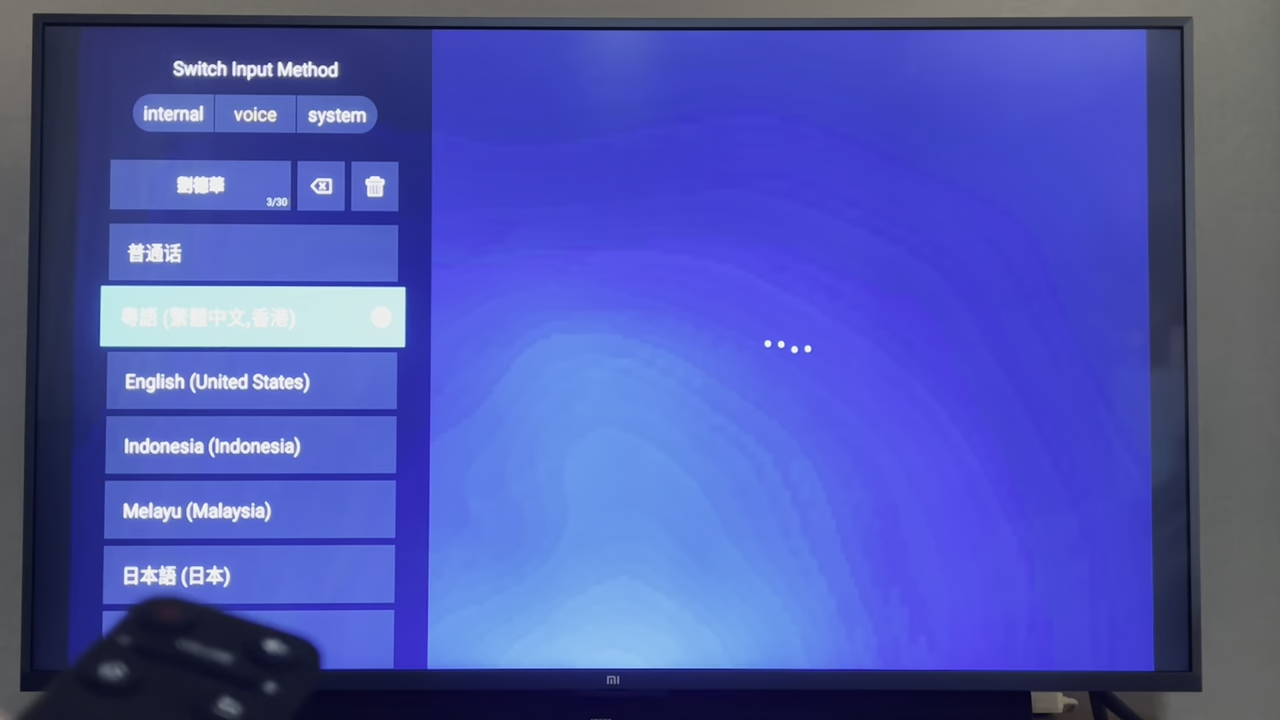 Switch Input Method
internal voice system
劉德華
3/30
普通话
粵語 (繁體中文,香港)
English (United States)
Indonesia (Indonesia)
Melayu (Malaysia)
日本語 (日本)
mi